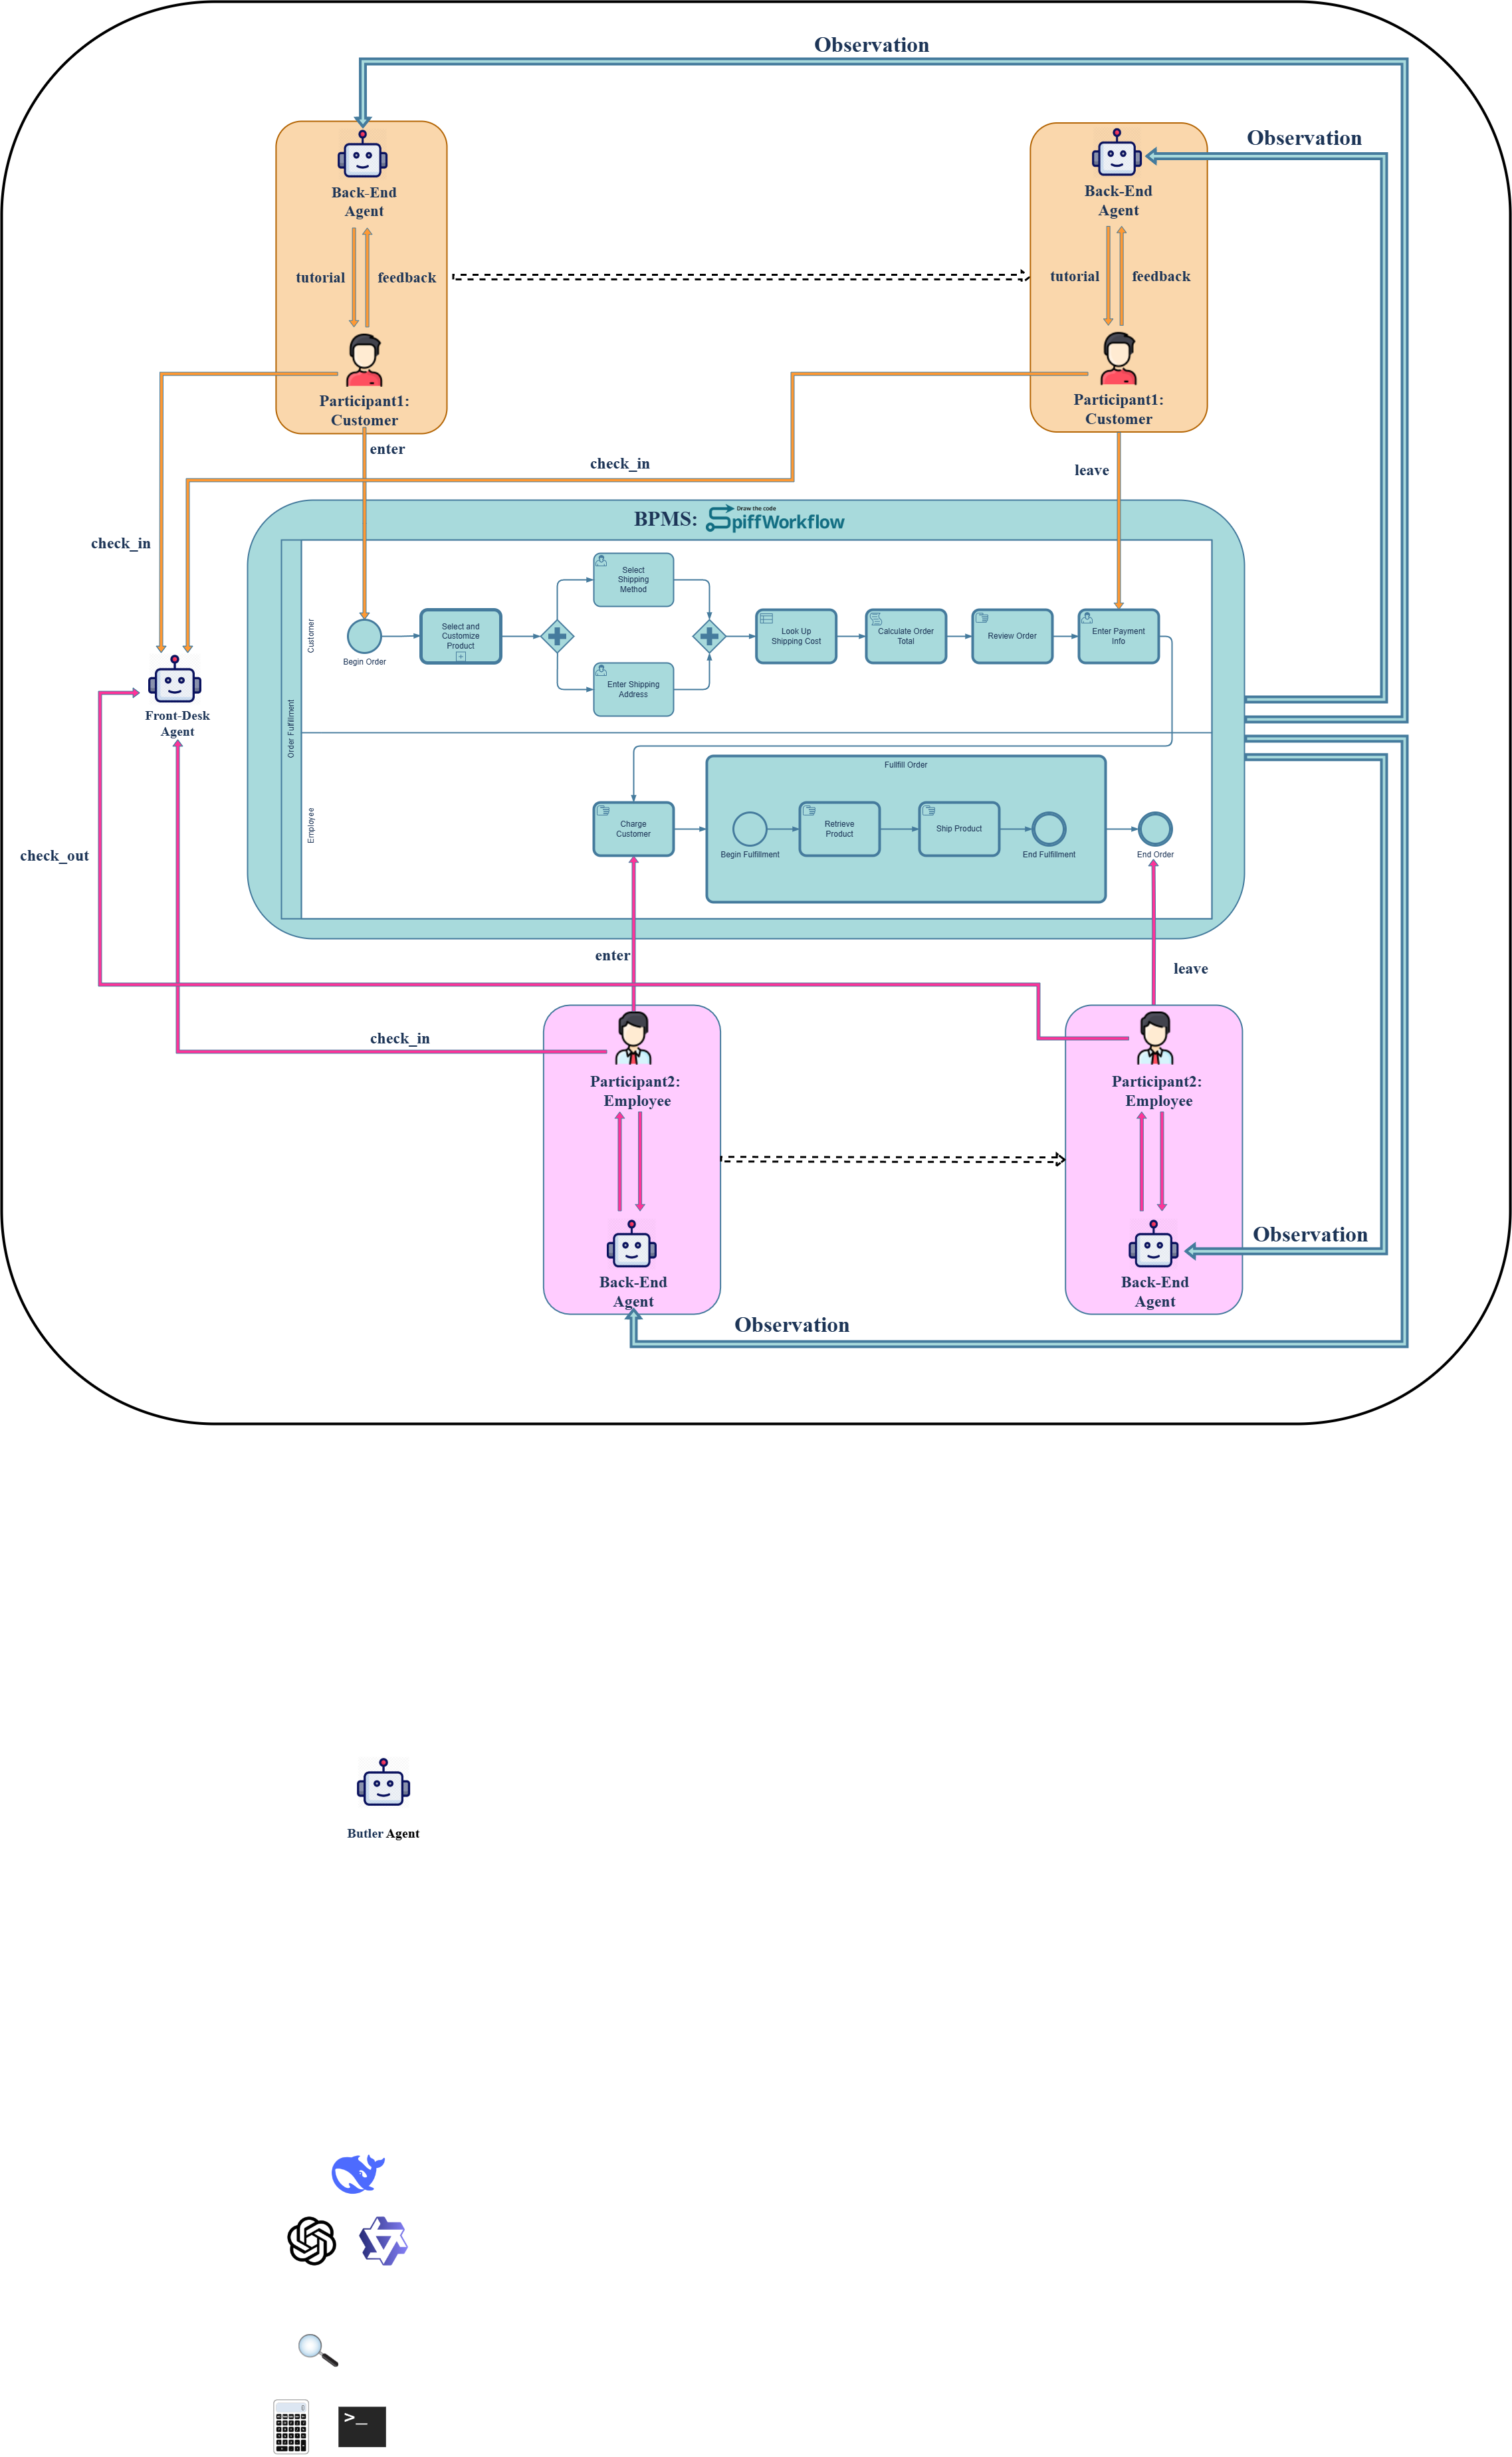 Observation
Observation
Back-End
Agent
tutorial
feedback
Participant1:
Customer
Back-End
Agent
tutorial
feedback
Participant1:
Customer
enter
check_in
leave
check_in
BPMS:
Draw the code
SpiffWorkflow
Order Fulfillment
Customer
Begin Order
Select and
Customize
Product
Select
Shipping
Method
Enter Shipping
Address
Look Up
Shipping Cost
Calculate Order
Total
Review Order
Enter Payment
Info
Front-Desk
Agent
Employee
Charge
Customer
Fullfill Order
Begin Fulfillment
Retrieve
Product
Ship Product
End Fulfillment
End Order
check_out
enter
leave
check_in
Participant2:
Employee
Back-End
Agent
Participant2:
Employee
Back-End
Agent
Observation
Observation
Butler Agent
>_